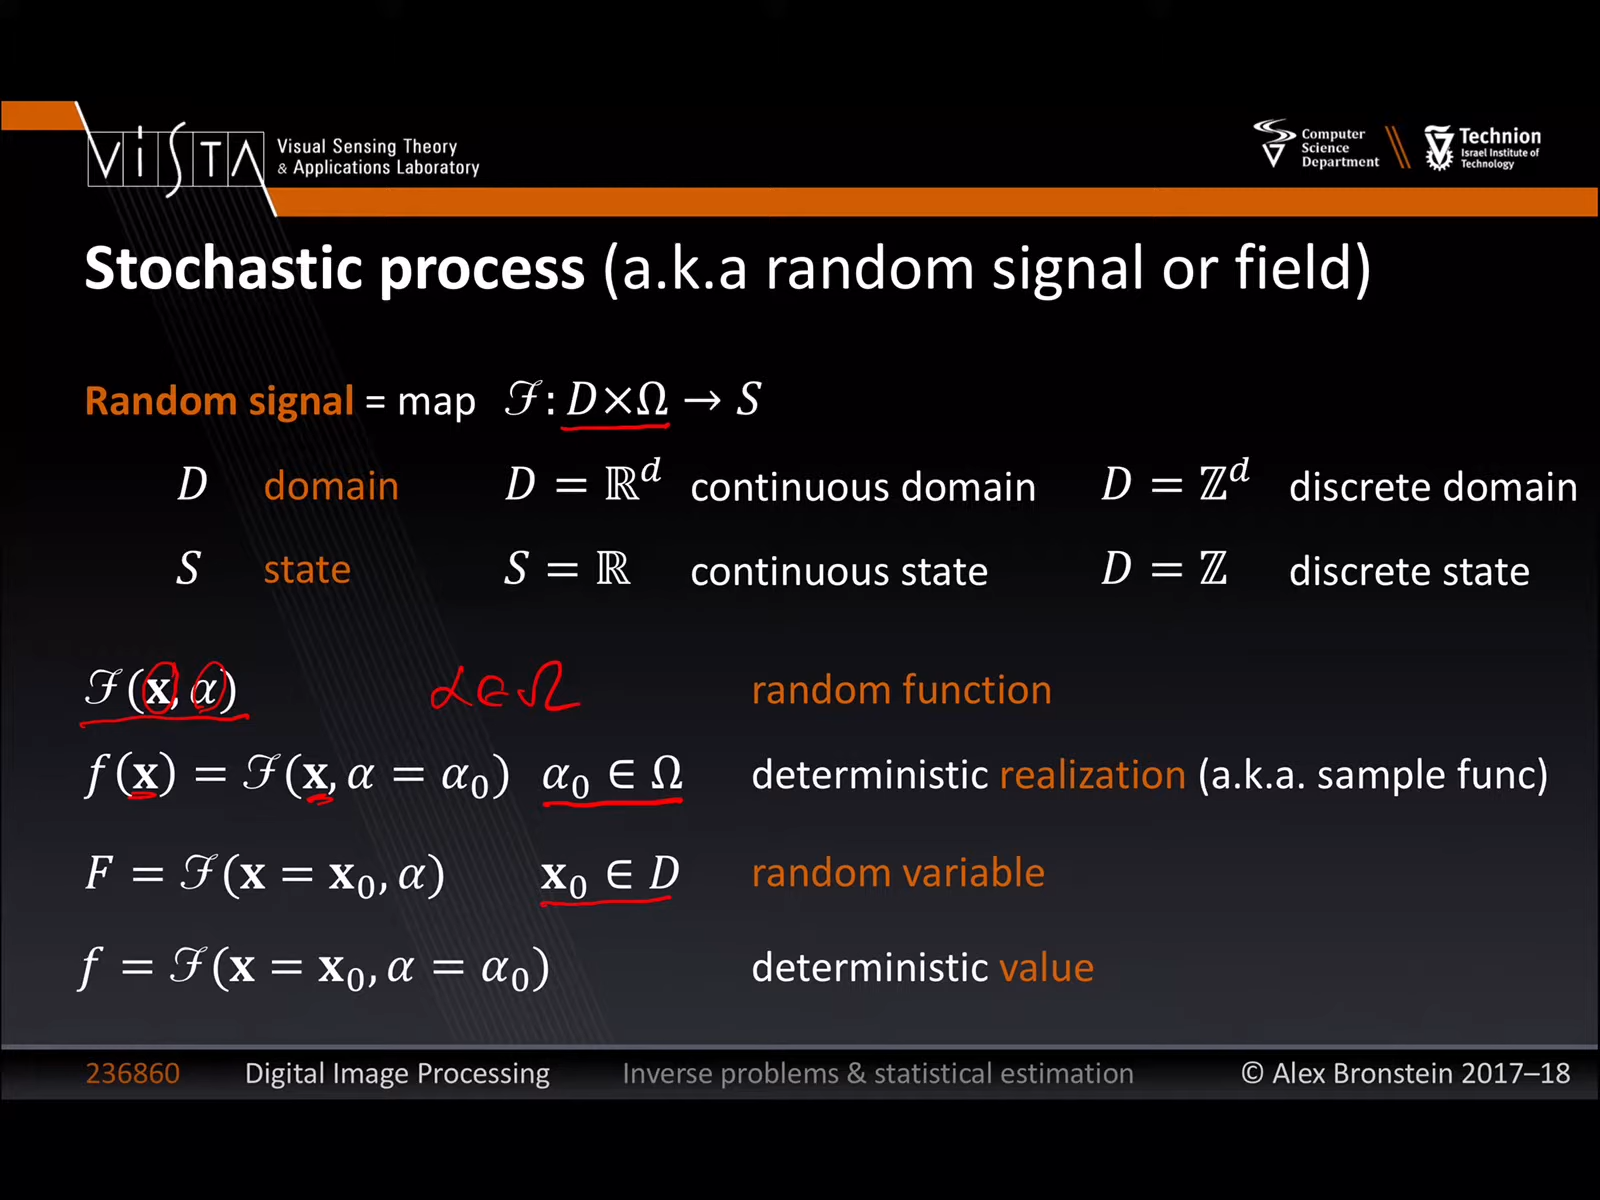 ViSTA Visual Sensing Theory & Applications Laboratory
Computer Science Department
Technion Israel Institute of Technology
Stochastic process (a.k.a random signal or field)
Random signal = map ℱ: D×Ω → S
D domain D = ℝᵈ continuous domain D = ℤᵈ discrete domain
S state S = ℝ continuous state D = ℤ discrete state
ℱ(𝐱, α) α∈Ω random function
f(𝐱) = ℱ(𝐱, α = α₀) α₀ ∈ Ω deterministic realization (a.k.a. sample func)
F = ℱ(𝐱 = 𝐱₀, α) 𝐱₀ ∈ D random variable
f = ℱ(𝐱 = 𝐱₀, α = α₀) deterministic value
236860 Digital Image Processing Inverse problems & statistical estimation © Alex Bronstein 2017–18